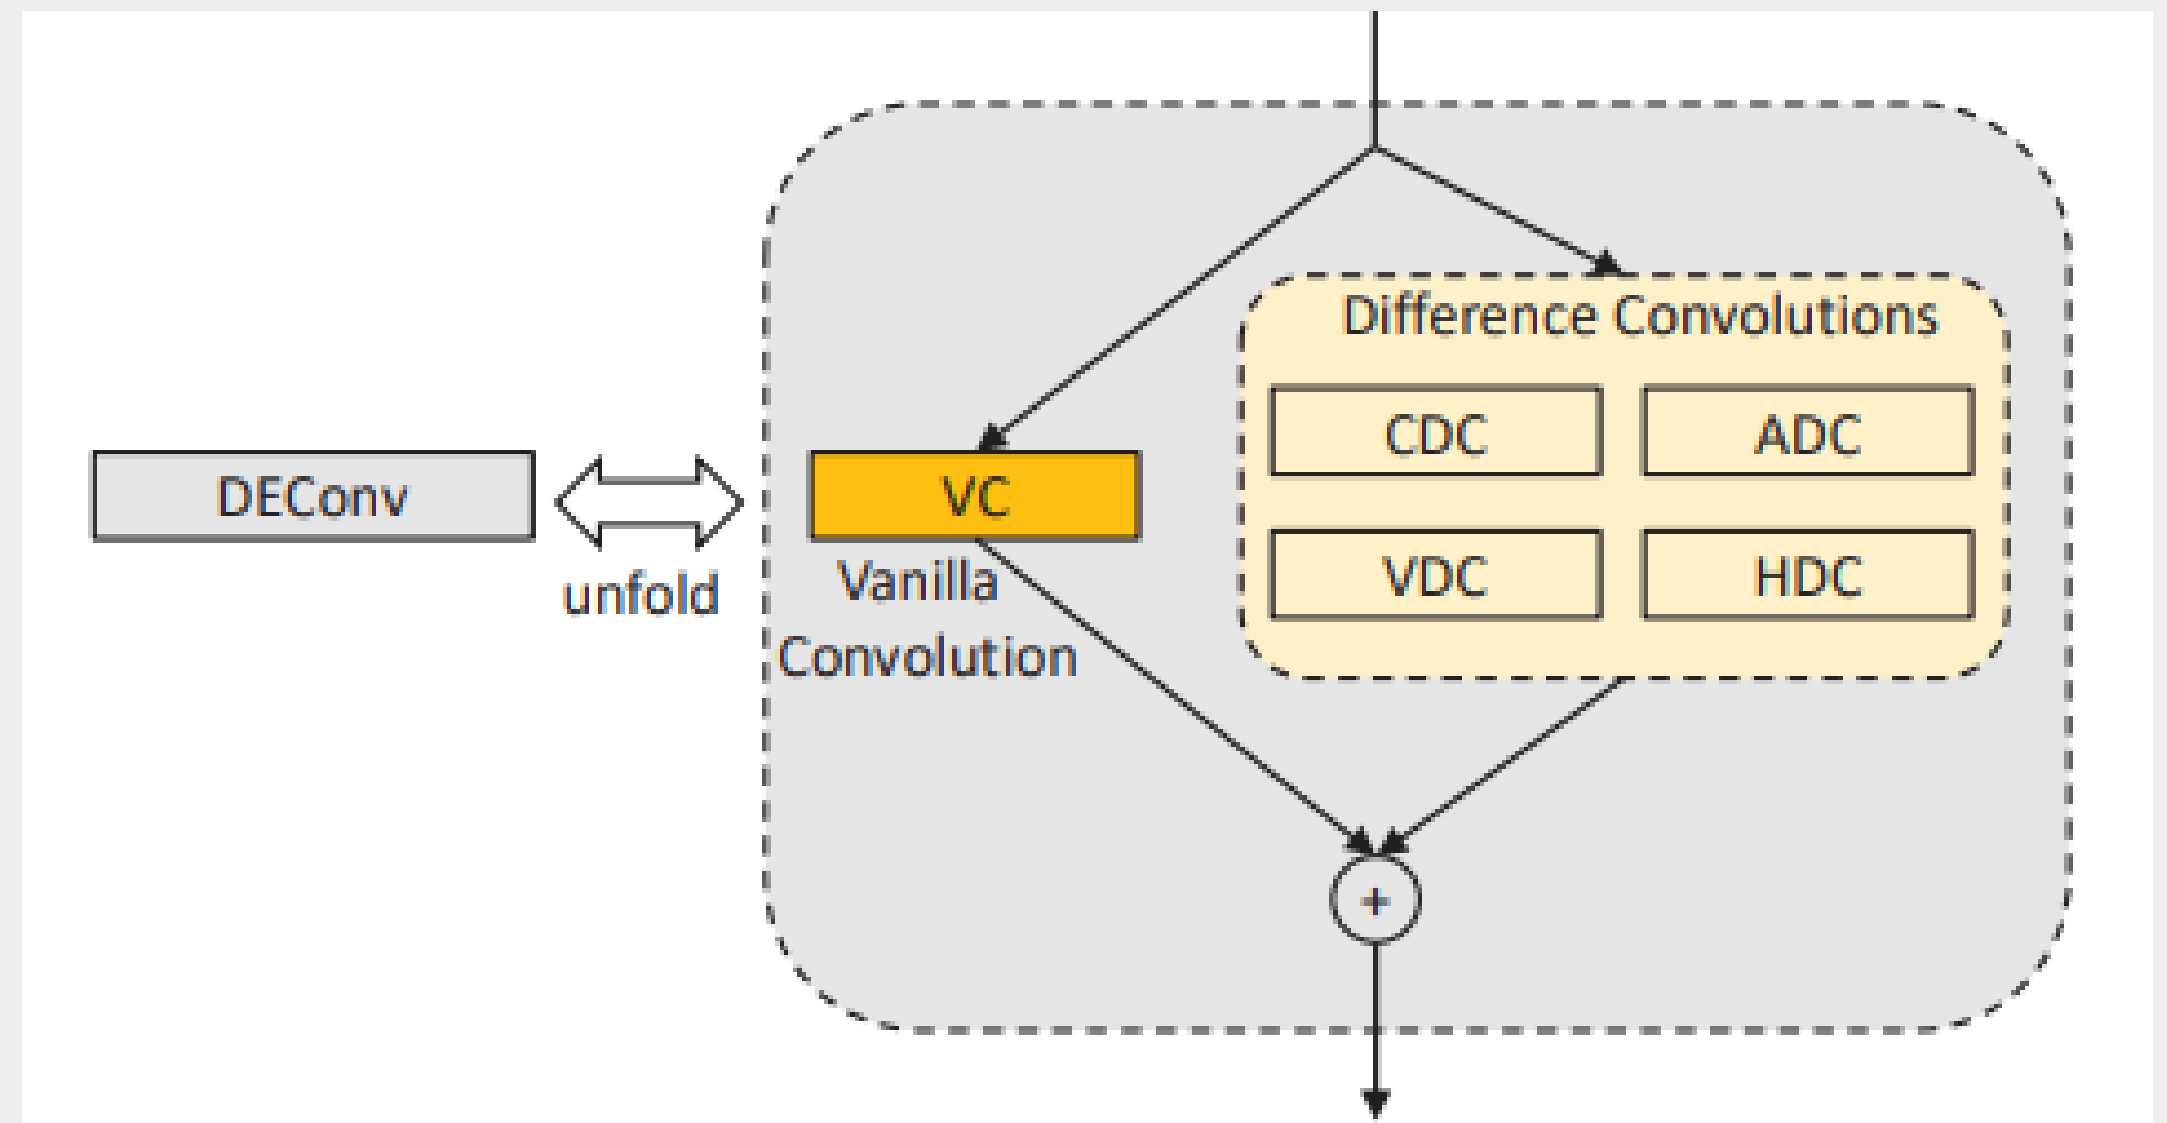 Difference Convolutions
CDC
ADC
DEConv
VC
VDC
HDC
unfold
Vanilla
Convolution
+